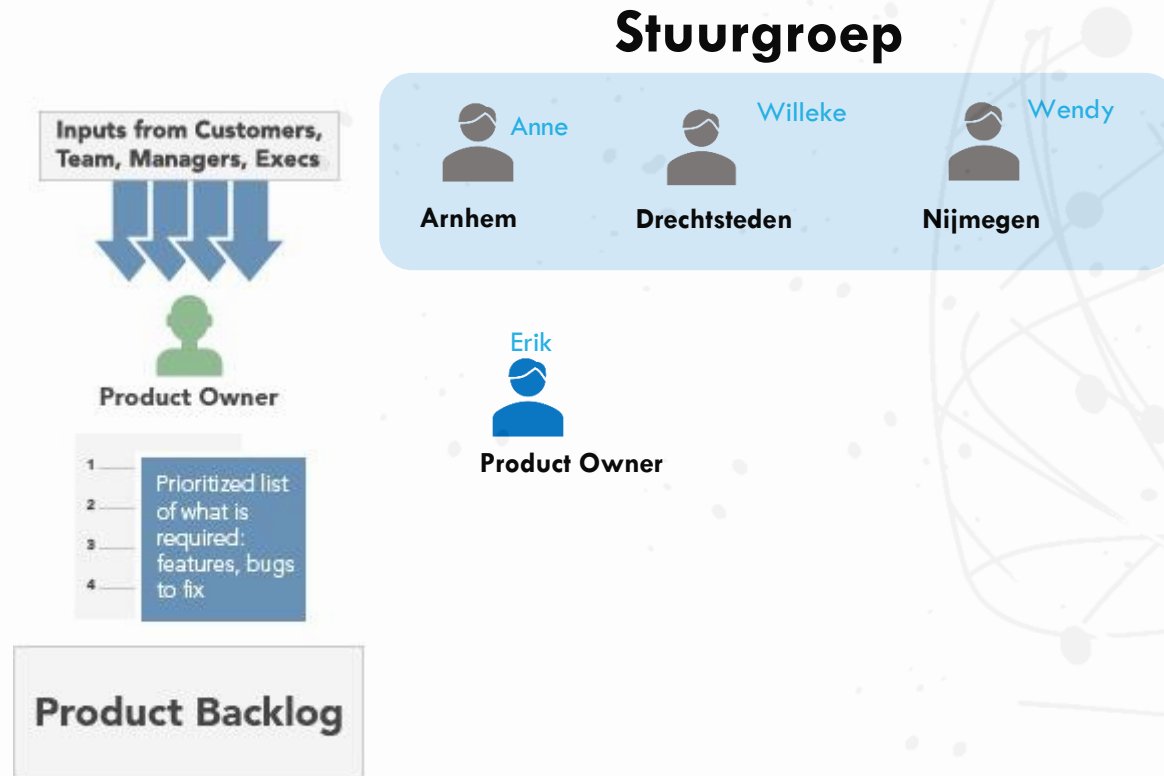 Stuurgroep
Inputs from Customers,
Team, Managers, Execs
Product Owner
1
2
3
4
Prioritized list
of what is
required:
features, bugs
to fix
Product Backlog
Anne
Willeke
Wendy
Arnhem
Drechtsteden
Nijmegen
Erik
Product Owner